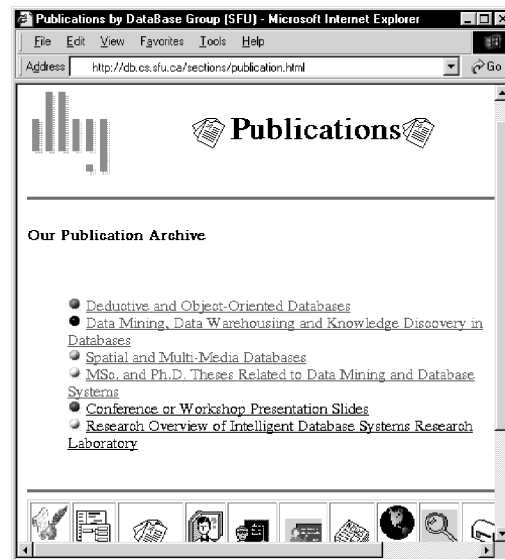 Publications by DataBase Group (SFU) - Microsoft Internet Explorer
File Edit View Favorites Tools Help
Address http://db.cs.sfu.ca/sections/publication.html Go
Publications
Our Publication Archive
Deductive and Object-Oriented Databases
Data Mining, Data Warehousiing and Knowledge Discovery in
Databases
Spatial and Multi-Media Databases
MSc. and Ph.D. Theses Related to Data Mining and Database
Systems
Conference or Workshop Presentation Slides
Research Overview of Intelligent Database Systems Research
Laboratory